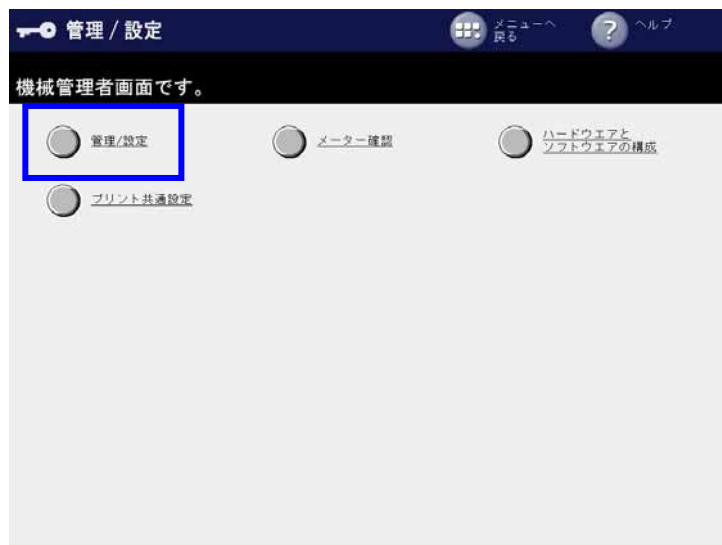 管理/設定
メニューへ
戻る
ヘルプ
機械管理者画面です。
管理/設定
メーター確認
ハードウエアと
ソフトウエアの構成
プリント共通設定